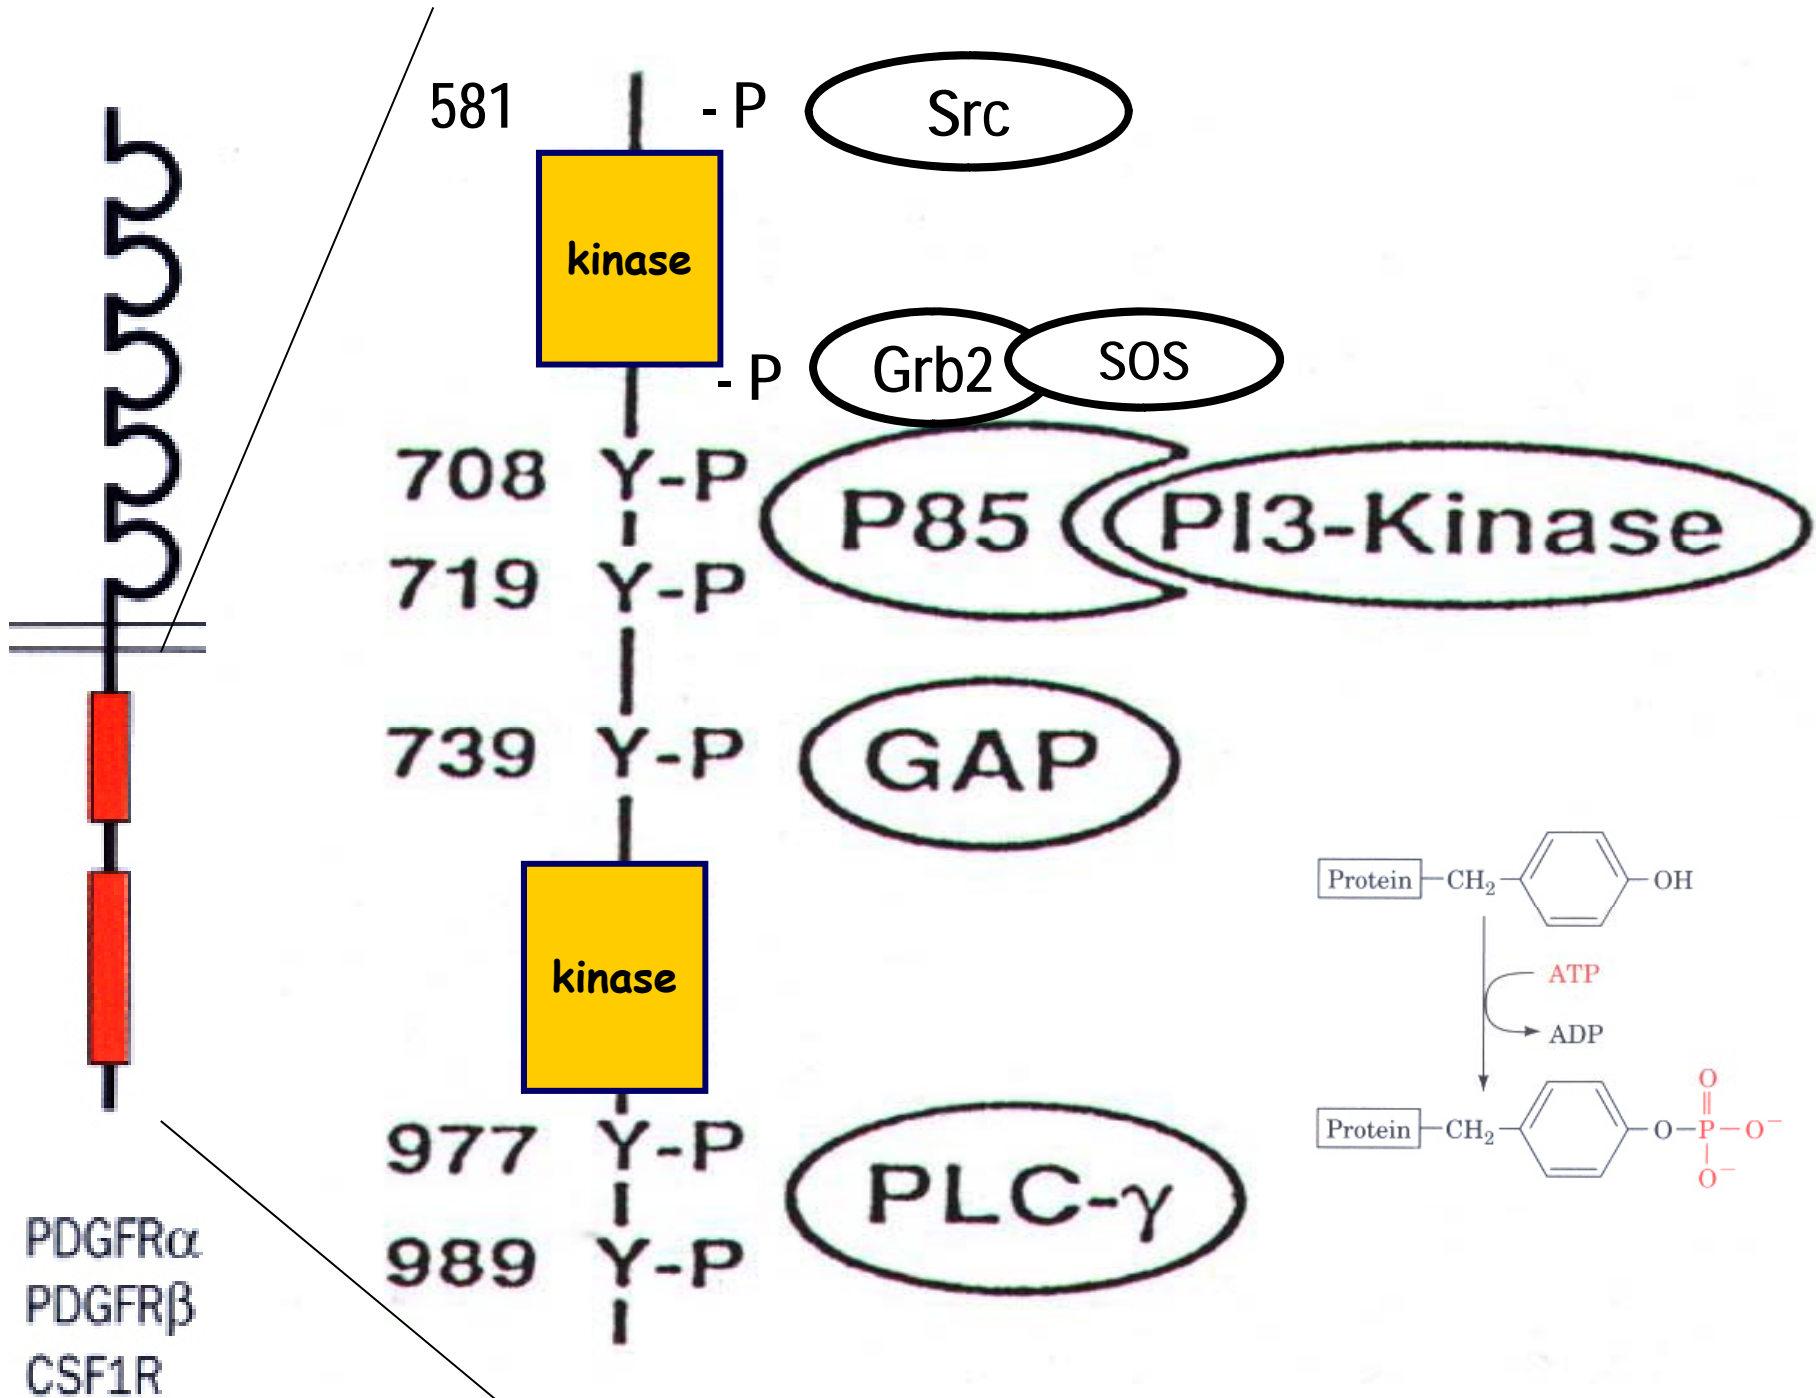 581 - P Src
kinase
- P Grb2 SOS
708 Y-P
P85 PI3-Kinase
719 Y-P
739 Y-P GAP
kinase
977 Y-P
PLC-γ
989 Y-P
PDGFRα
PDGFRβ
CSF1R
Protein CH₂ OH
ATP
ADP
O
Protein CH₂ O P O⁻
O⁻